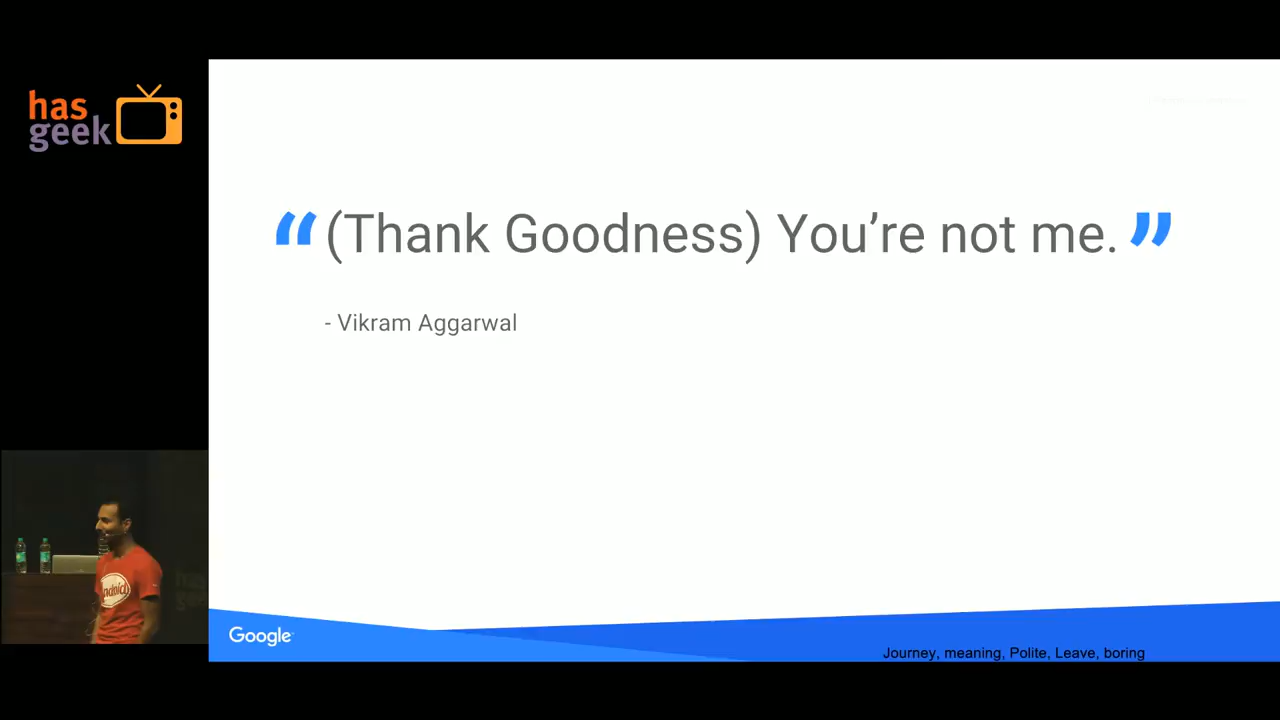 has
geek
“(Thank Goodness) You’re not me.”
- Vikram Aggarwal
Google
Journey, meaning, Polite, Leave, boring